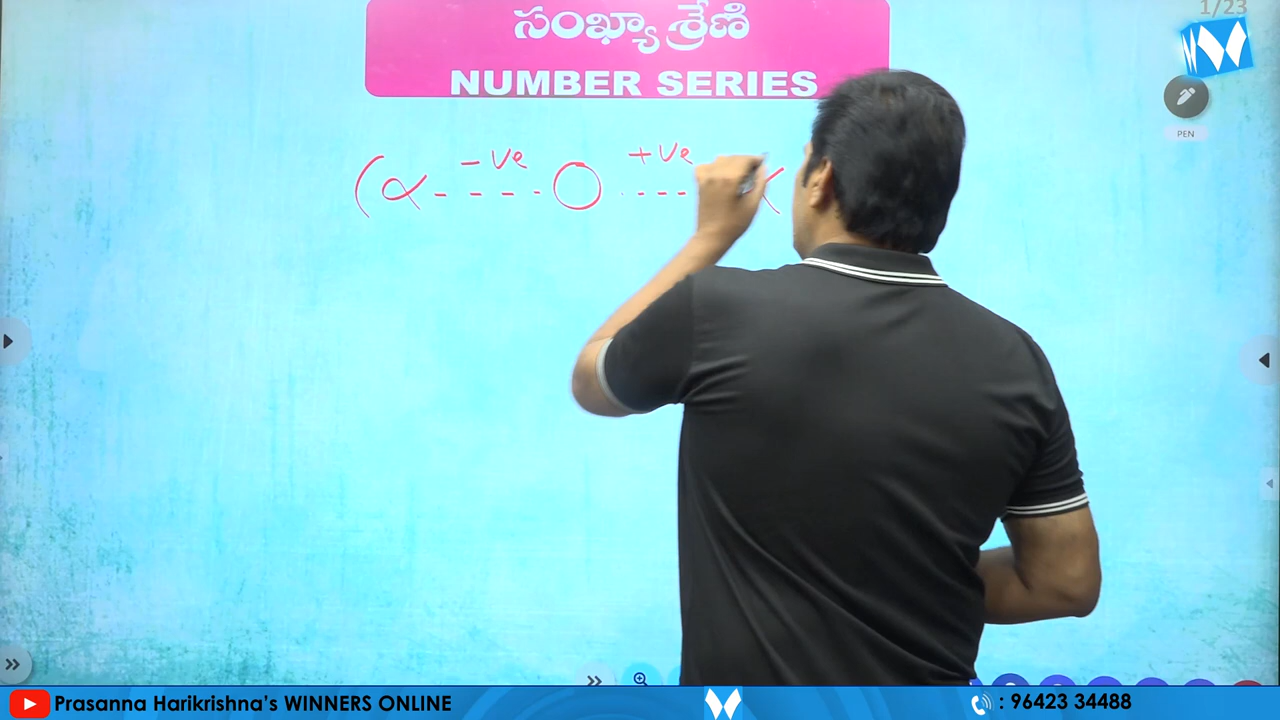 1/23
సంఖ్యా శ్రేణి
NUMBER SERIES
PEN
-ve +ve
(α - - - - 0 - - - -
Prasanna Harikrishna's WINNERS ONLINE
: 96423 34488